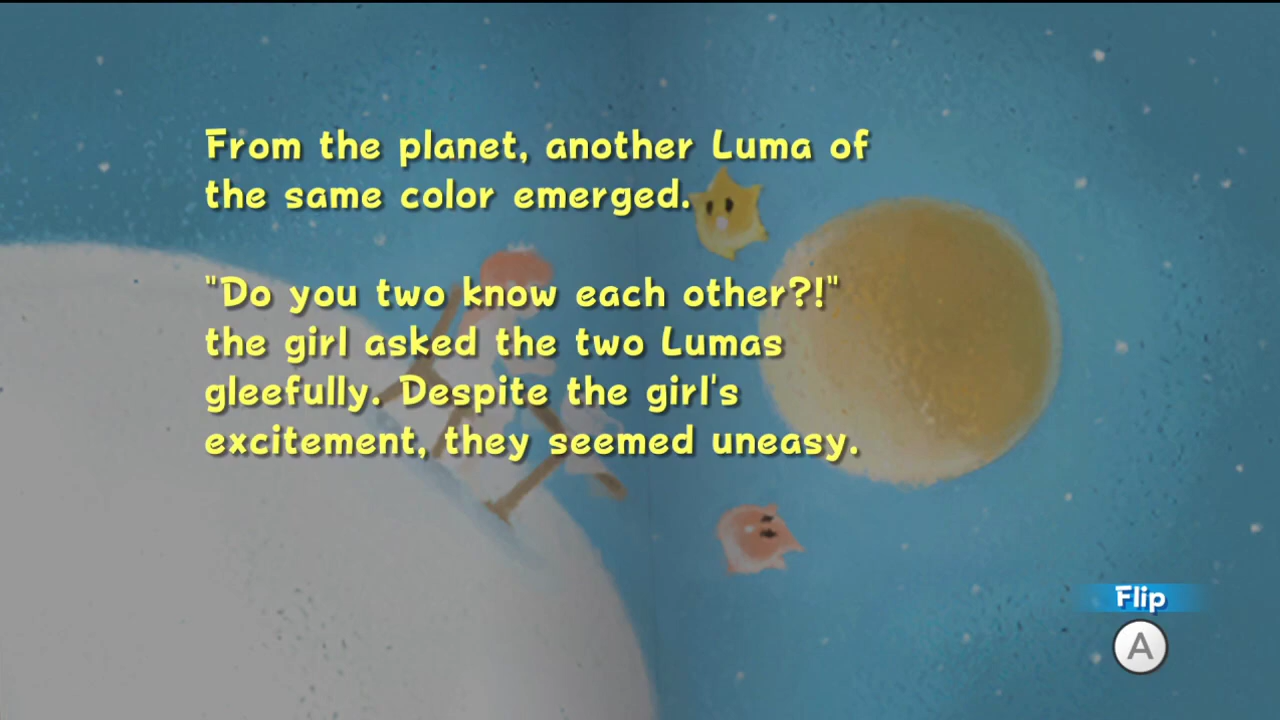 From the planet, another Luma of
the same color emerged.
"Do you two know each other?!"
the girl asked the two Lumas
gleefully. Despite the girl's
excitement, they seemed uneasy.
Flip
A